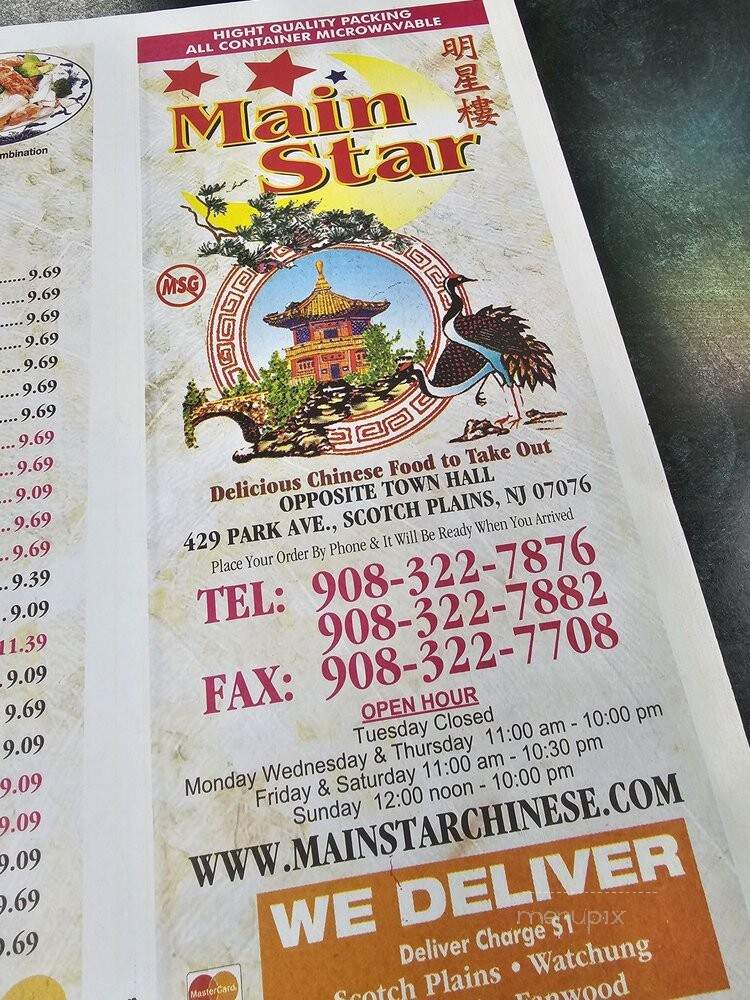 HIGHT QUALITY PACKING
ALL CONTAINER MICROWAVABLE
明星樓
Main
Star
MSG
Delicious Chinese Food to Take Out
OPPOSITE TOWN HALL
429 PARK AVE., SCOTCH PLAINS, NJ 07076
Place Your Order By Phone & It Will Be Ready When You Arrived
TEL: 908-322-7876
908-322-7882
FAX: 908-322-7708
OPEN HOUR
Tuesday Closed
Monday Wednesday & Thursday 11:00 am - 10:00 pm
Friday & Saturday 11:00 am - 10:30 pm
Sunday 12:00 noon - 10:00 pm
WWW.MAINSTARCHINESE.COM
WE DELIVER
Deliver Charge $1
Scotch Plains • Watchung
Fanwood
MasterCard
menupix
mbination
9.69
9.69
9.69
9.69
9.69
9.69
9.69
9.69
9.69
9.09
9.69
9.69
9.39
9.09
11.39
9.09
9.69
9.09
9.09
9.09
9.09
9.69
9.69